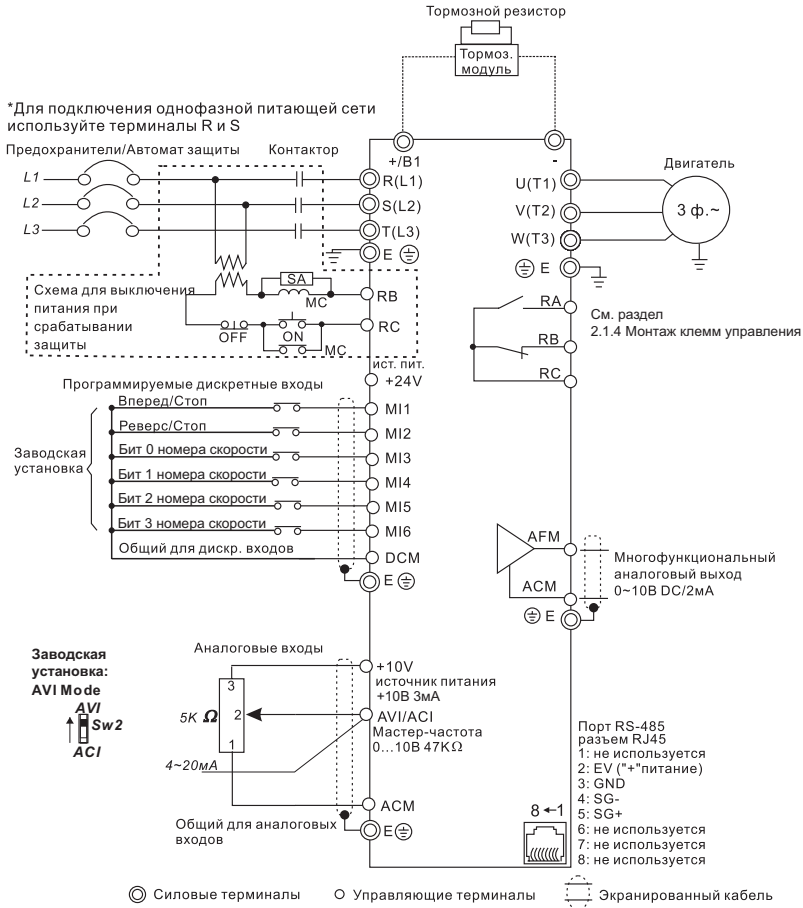 Тормозной резистор
Тормоз.
модуль
*Для подключения однофазной питающей сети
используйте терминалы R и S
Предохранители/Автомат защиты
Контактор
+/B1
-
Двигатель
L1
R(L1)
U(T1)
L2
S(L2)
V(T2)
3 ф.~
L3
T(L3)
W(T3)
E
E
Схема для выключения
питания при
срабатывании
защиты
SA
MC
RB
OFF
ON
MC
RC
RA
RB
RC
См. раздел
2.1.4 Монтаж клемм управления
ист. пит.
+24V
Программируемые дискретные входы
Заводская
установка
Вперед/Стоп
MI1
Реверс/Стоп
MI2
Бит 0 номера скорости
MI3
Бит 1 номера скорости
MI4
Бит 2 номера скорости
MI5
Бит 3 номера скорости
MI6
Общий для дискр. входов
DCM
E
AFM
ACM
E
Многофункциональный
аналоговый выход
0~10В DC/2мА
Заводская
установка:
AVI Mode
AVI
Sw2
ACI
Аналоговые входы
3
2
1
5K Ω
4~20мА
+10V
источник питания
+10В 3мА
AVI/ACI
Мастер-частота
0...10В 47КΩ
ACM
Общий для аналоговых
входов
E
8←1
Порт RS-485
разъем RJ45
1: не используется
2: EV ("+"питание)
3: GND
4: SG-
5: SG+
6: не используется
7: не используется
8: не используется
Силовые терминалы
Управляющие терминалы
Экранированный кабель